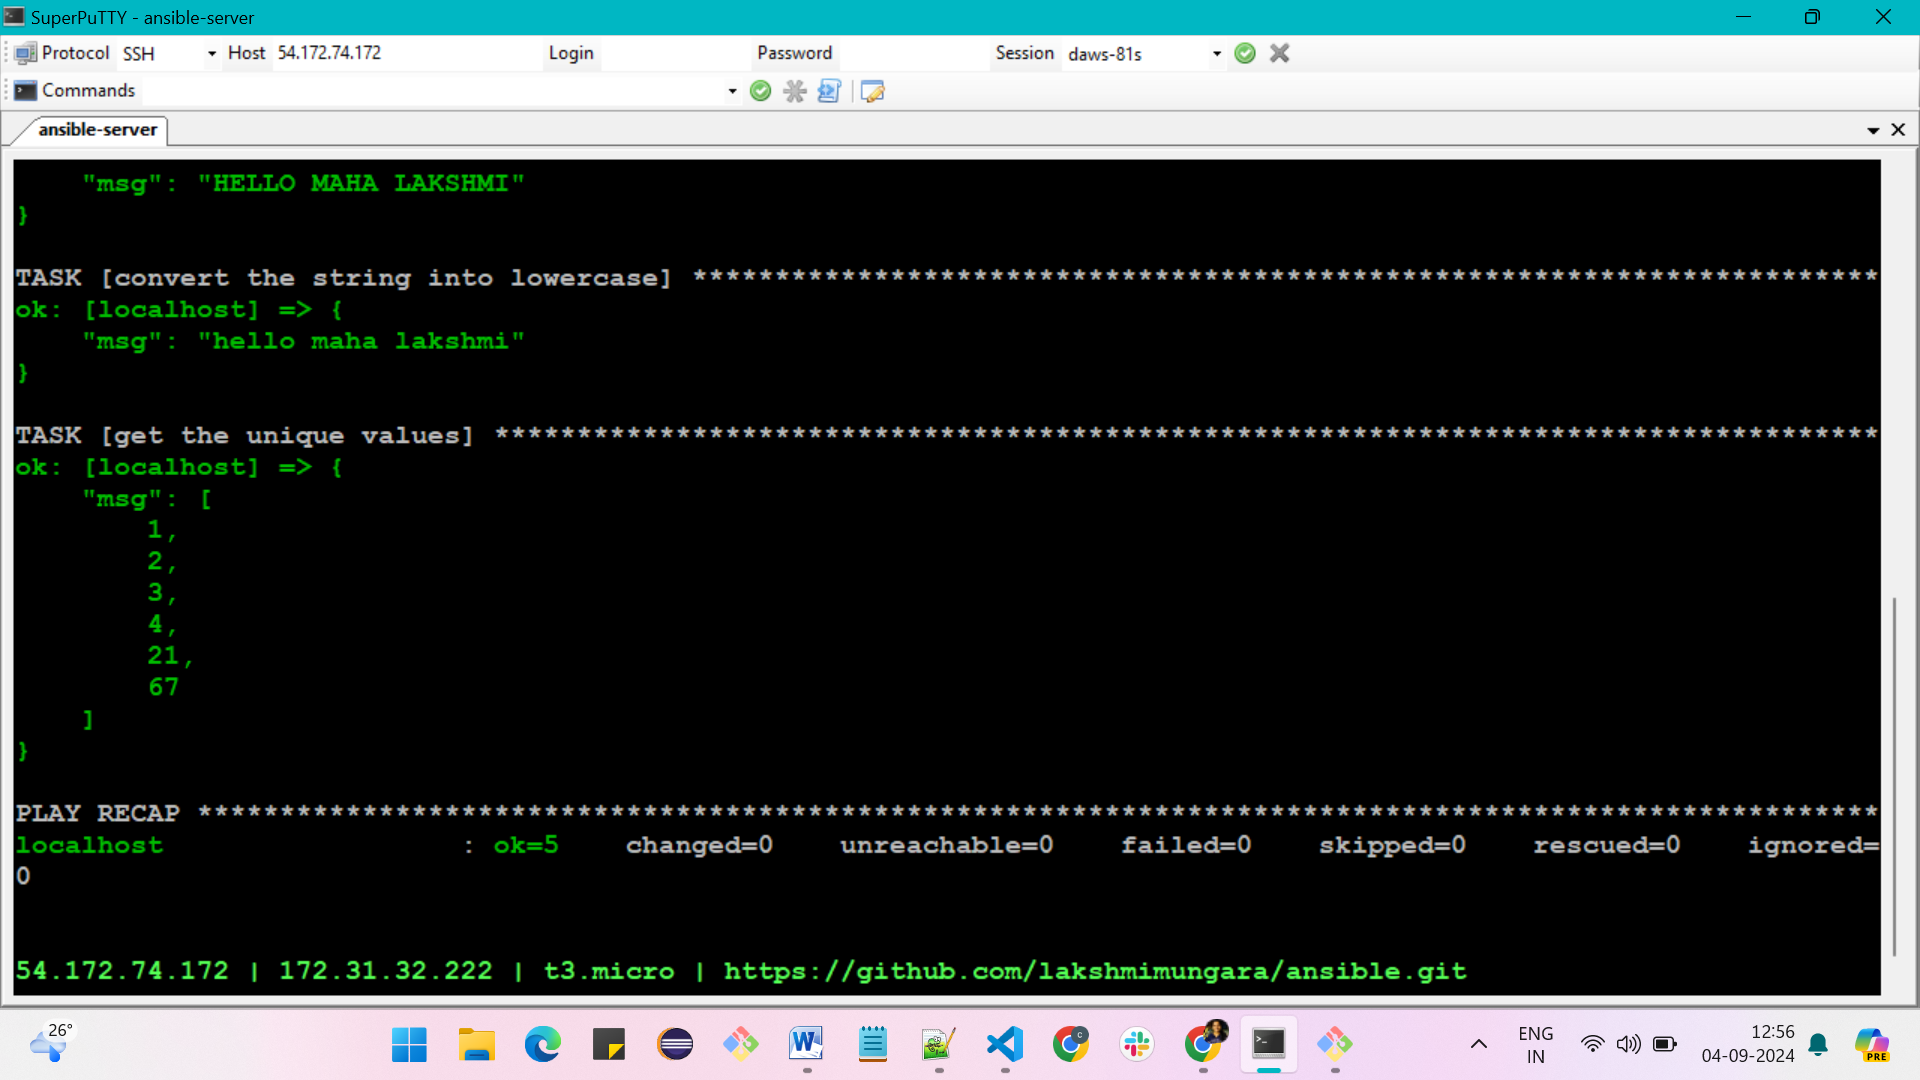 SuperPuTTY - ansible-server
Protocol SSH Host 54.172.74.172 Login Password Session daws-81s
Commands
ansible-server
    "msg": "HELLO MAHA LAKSHMI"
}
TASK [convert the string into lowercase] ************************************************************************
ok: [localhost] => {
    "msg": "hello maha lakshmi"
}
TASK [get the unique values] ************************************************************************************
ok: [localhost] => {
    "msg": [
        1,
        2,
        3,
        4,
        21,
        67
    ]
}
PLAY RECAP ******************************************************************************************************
localhost                  : ok=5    changed=0    unreachable=0    failed=0    skipped=0    rescued=0    ignored=
0
54.172.74.172 | 172.31.32.222 | t3.micro | https://github.com/lakshmimungara/ansible.git
26°
ENG
IN
12:56
04-09-2024
PRE